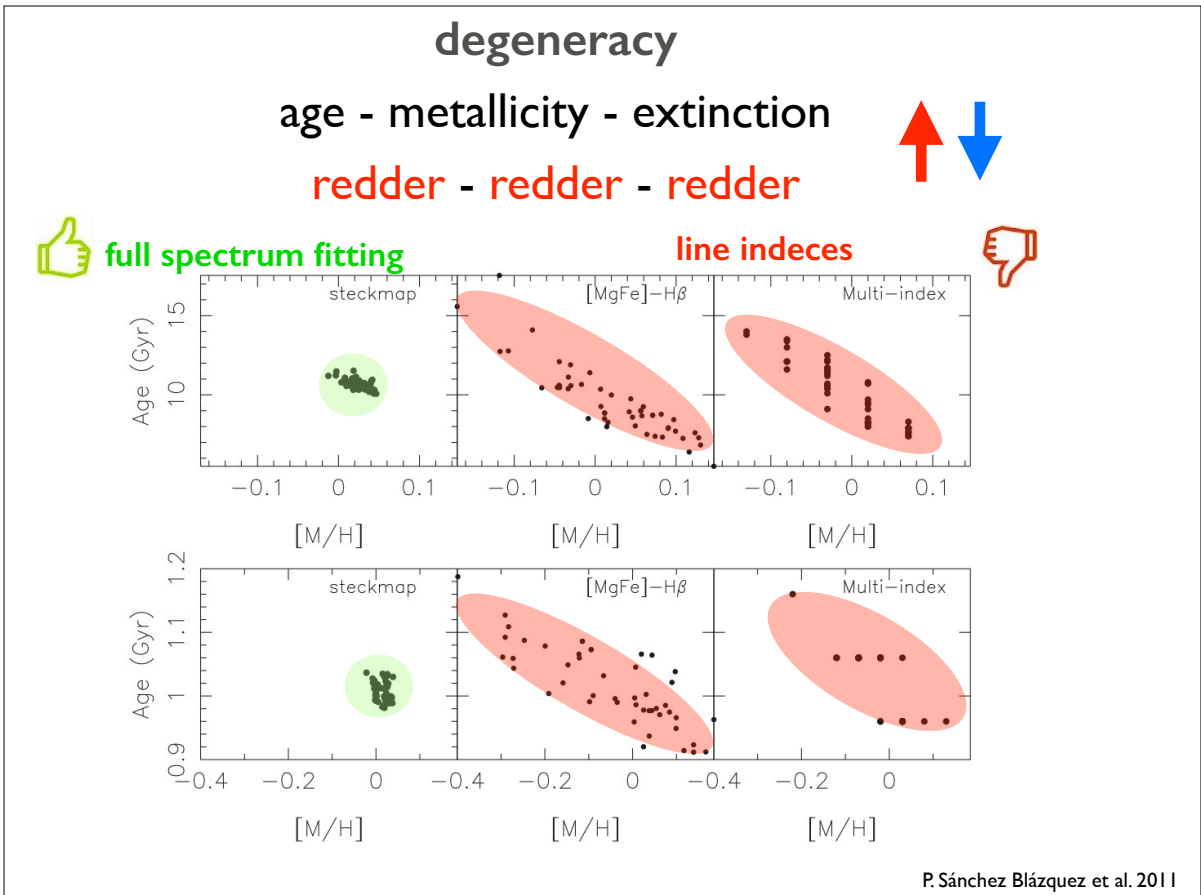 degeneracy
age - metallicity - extinction
redder - redder - redder
full spectrum fitting
line indeces
steckmap
[MgFe]-Hβ
Multi-index
Age (Gyr)
15
10
-0.1 0 0.1
-0.1 0 0.1
-0.1 0 0.1
[M/H]
[M/H]
[M/H]
steckmap
[MgFe]-Hβ
Multi-index
Age (Gyr)
1.2
1.1
1
0.9
-0.4 -0.2 0
-0.4 -0.2 0
-0.4 -0.2 0
[M/H]
[M/H]
[M/H]
P. Sánchez Blázquez et al. 2011